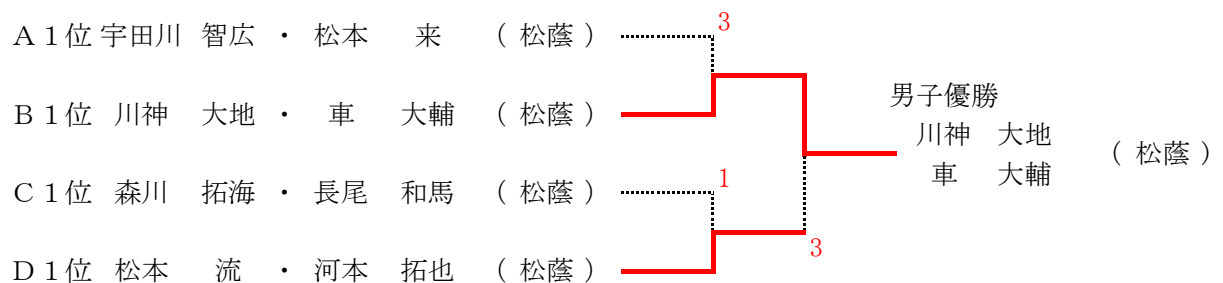 3
A1位 宇田川 智広 ・ 松本 来 （松蔭）
B1位 川神 大地 ・ 車 大輔 （松蔭）
男子優勝
川神 大地
車 大輔
（松蔭）
1
C1位 森川 拓海 ・ 長尾 和馬 （松蔭）
3
D1位 松本 流 ・ 河本 拓也 （松蔭）